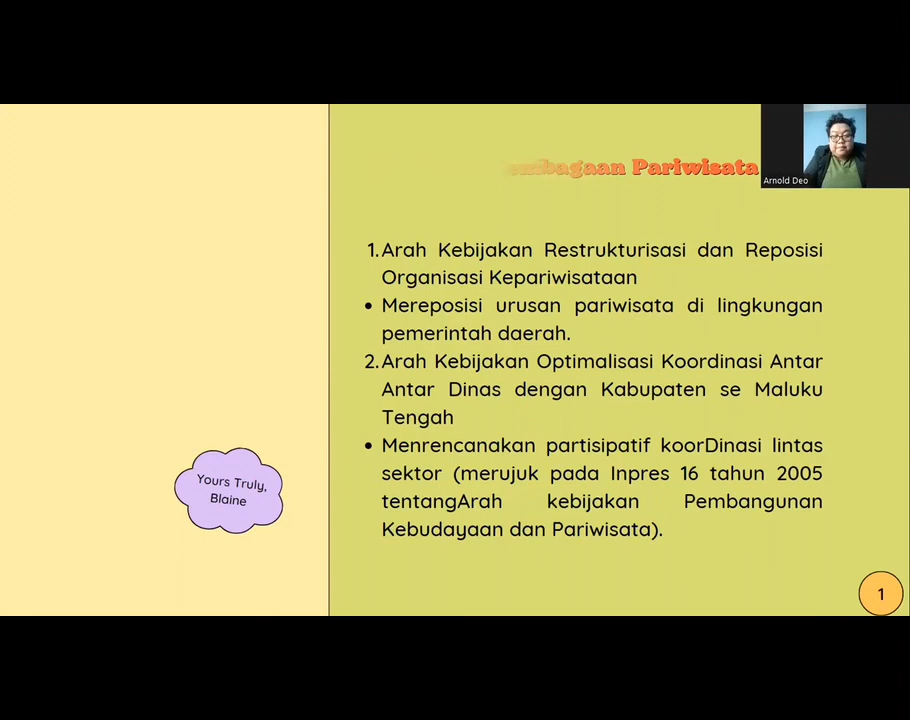 Pariwisata
Arnold Deo
1. Arah Kebijakan Restrukturisasi dan Reposisi
Organisasi Kepariwisataan
• Mereposisi urusan pariwisata di lingkungan
pemerintah daerah.
2. Arah Kebijakan Optimalisasi Koordinasi Antar
Antar Dinas dengan Kabupaten se Maluku
Tengah
• Menrencanakan partisipatif koorDinasi lintas
sektor (merujuk pada Inpres 16 tahun 2005
tentangArah kebijakan Pembangunan
Kebudayaan dan Pariwisata).
Yours Truly,
Blaine
1